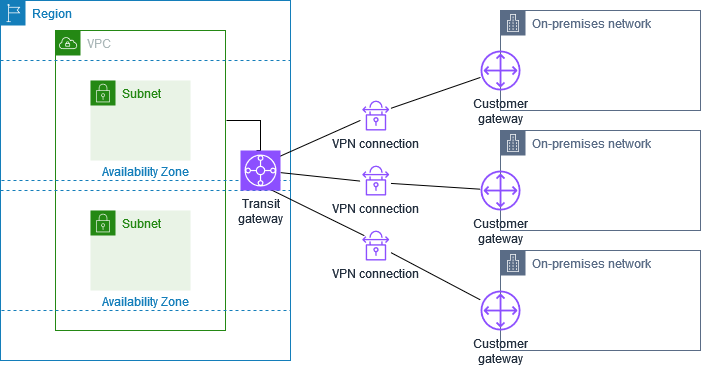 Region
VPC
Subnet
Availability Zone
Subnet
Availability Zone
Transit
gateway
VPN connection
VPN connection
VPN connection
On-premises network
Customer
gateway
On-premises network
Customer
gateway
On-premises network
Customer
gateway